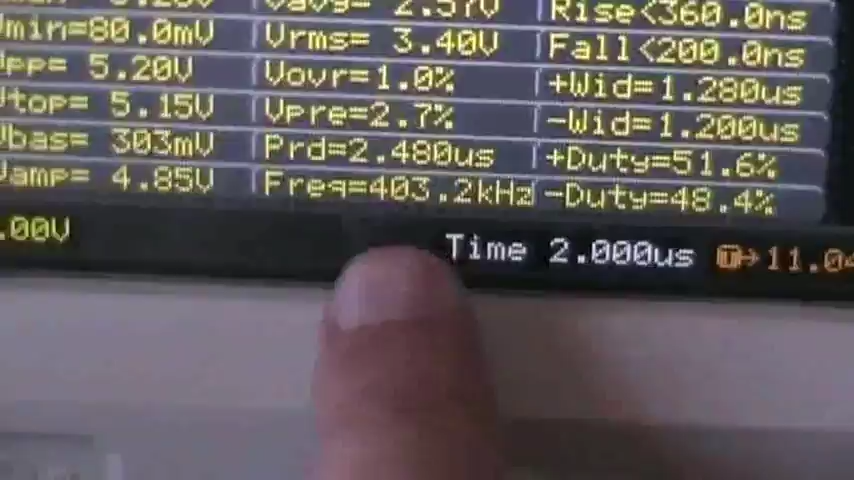 Vavg= 2.57V Rise<360.0ns
Vmin=80.0mV Vrms= 3.40V Fall<200.0ns
Vpp= 5.20V Vovr=1.0% +Wid=1.280us
Vtop= 5.15V Vpre=2.7% -Wid=1.200us
Vbas= 303mV Prd=2.480us +Duty=51.6%
Vamp= 4.85V Freq=403.2kHz -Duty=48.4%
.00V Time 2.000us T→11.04